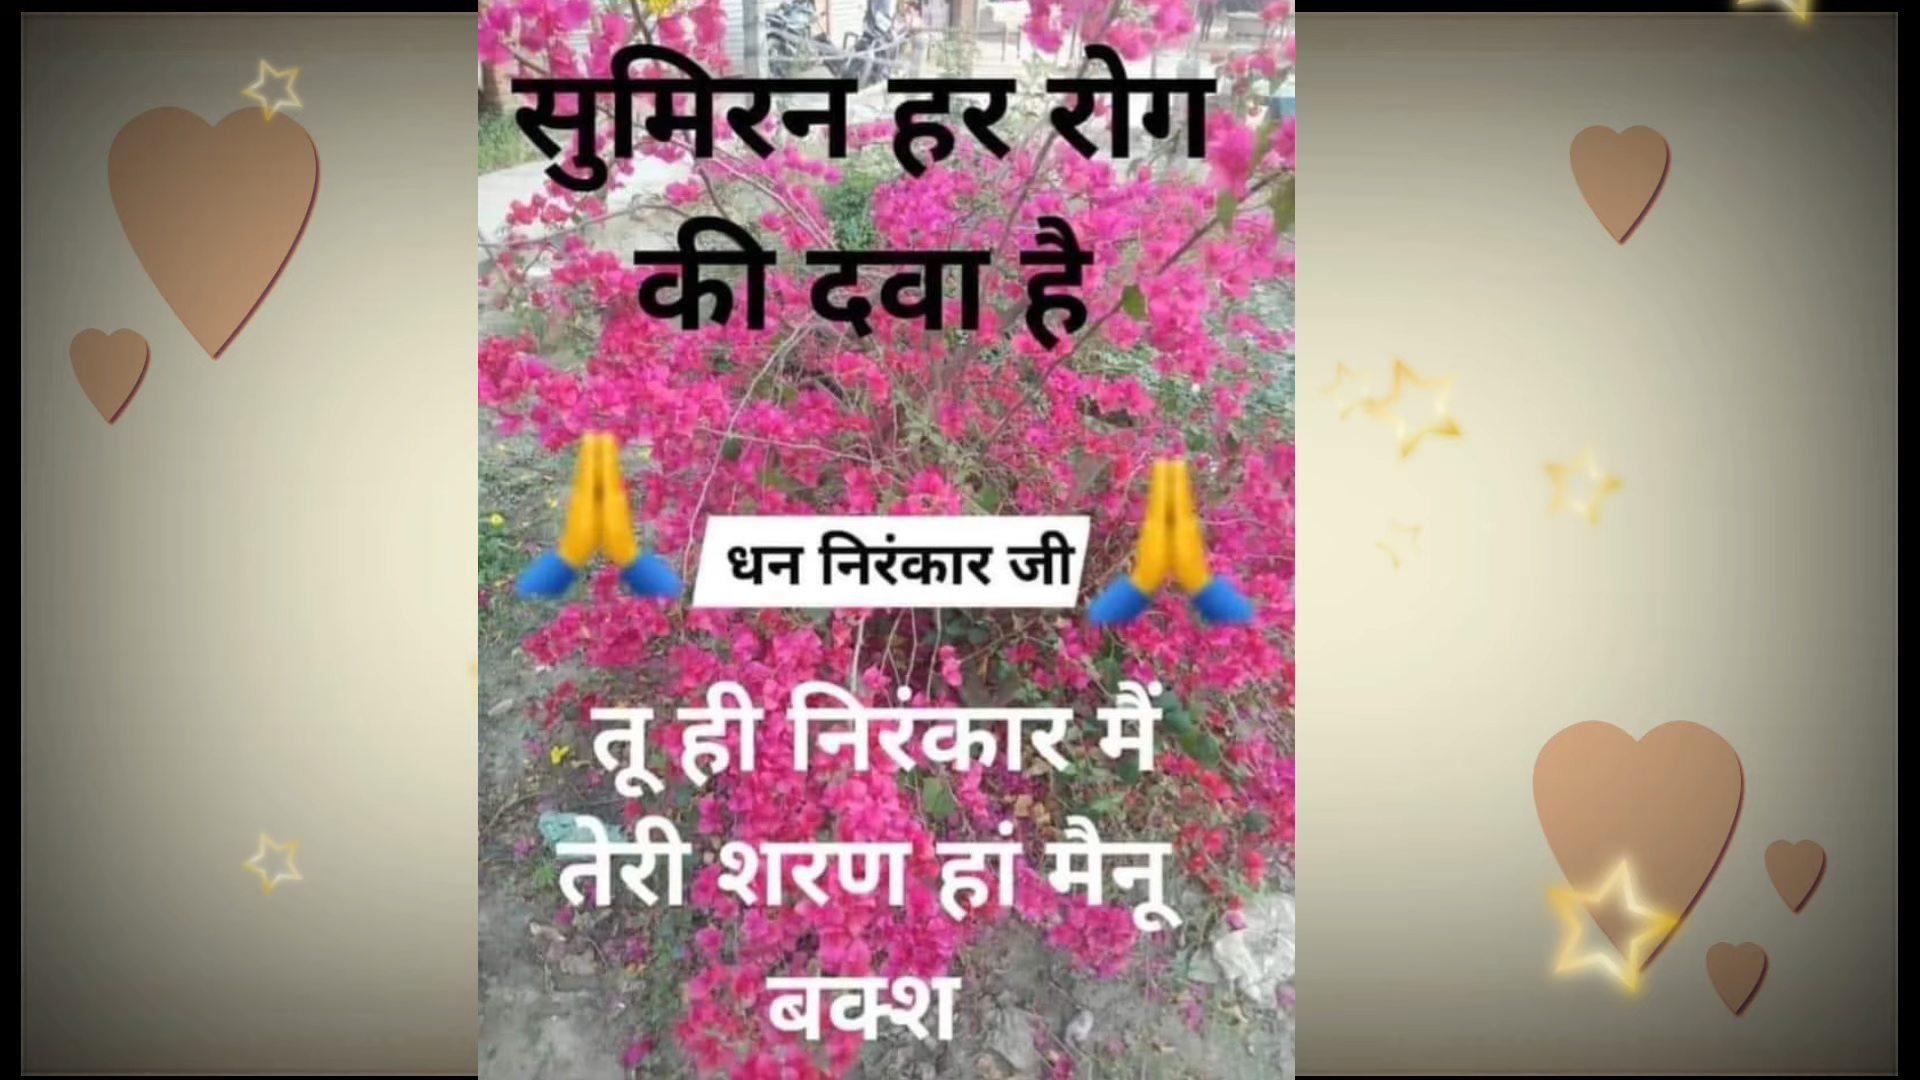 सुमिरन हर रोग
की दवा है
धन निरंकार जी
तू ही निरंकार मैं
तेरी शरण हां मैनू
बक्श